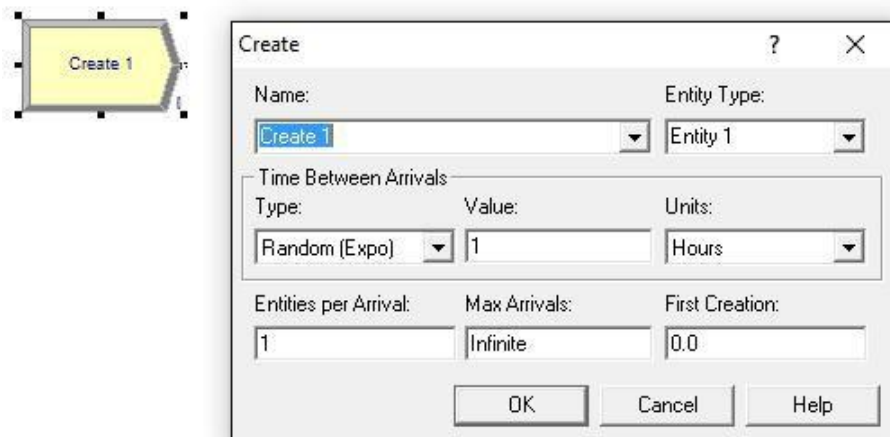 Create 1
Create ?
Name: Entity Type:
Create 1 Entity 1
Time Between Arrivals
Type: Value: Units:
Random (Expo) 1 Hours
Entities per Arrival: Max Arrivals: First Creation:
1 Infinite 0.0
OK Cancel Help